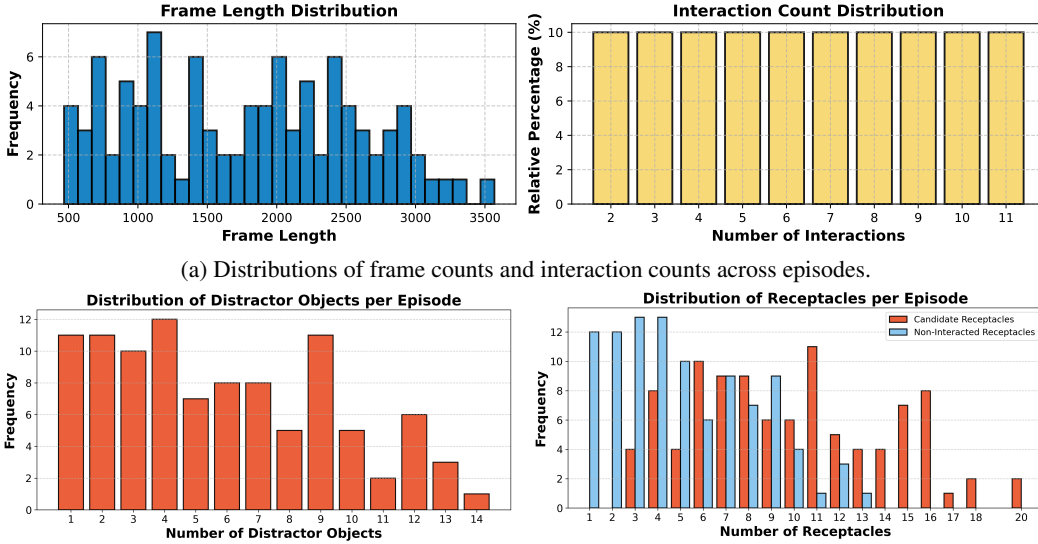 Frame Length Distribution
Frequency
0
2
4
6
500 1000 1500 2000 2500 3000 3500
Frame Length
Interaction Count Distribution
Relative Percentage (%)
10
8
6
4
2
0
2 3 4 5 6 7 8 9 10 11
Number of Interactions
(a) Distributions of frame counts and interaction counts across episodes.
Distribution of Distractor Objects per Episode
Frequency
12
10
8
6
4
2
0
1 2 3 4 5 6 7 8 9 10 11 12 13 14
Number of Distractor Objects
Distribution of Receptacles per Episode
Candidate Receptacles
Non-Interacted Receptacles
Frequency
12
10
8
6
4
2
0
1 2 3 4 5 6 7 8 9 10 11 12 13 14 15 16 17 18 20
Number of Receptacles